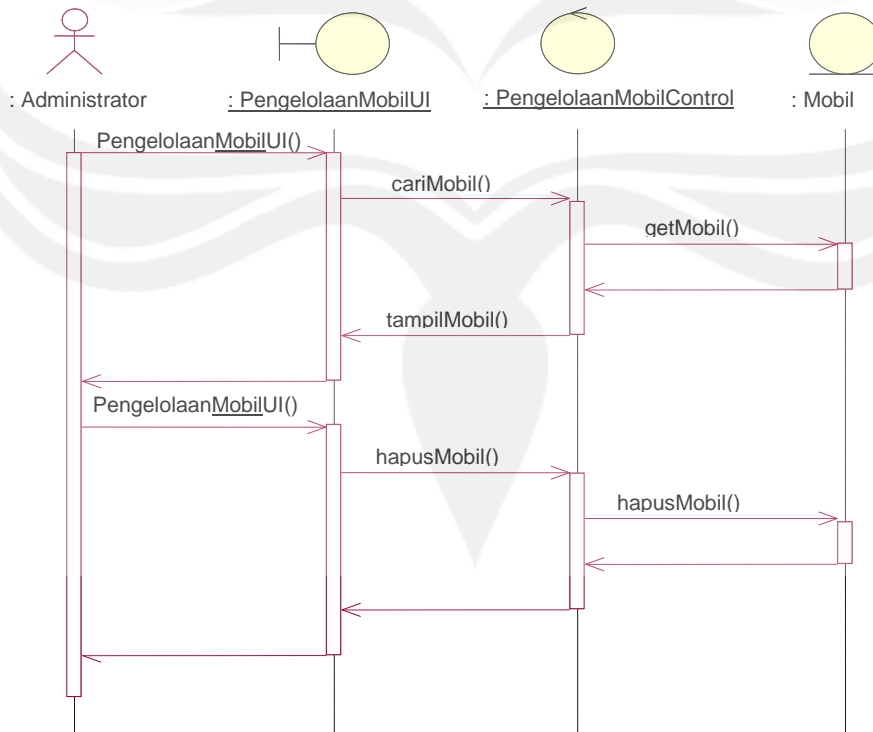 : Administrator
: PengelolaanMobilUI
: PengelolaanMobilControl
: Mobil
PengelolaanMobilUI()
cariMobil()
getMobil()
tampilMobil()
PengelolaanMobilUI()
hapusMobil()
hapusMobil()